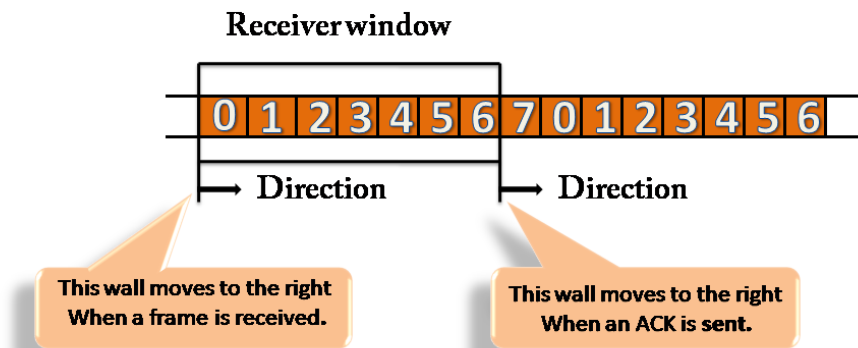 Receiver window
0 1 2 3 4 5 6 7 0 1 2 3 4 5 6
Direction Direction
This wall moves to the right
When a frame is received.
This wall moves to the right
When an ACK is sent.